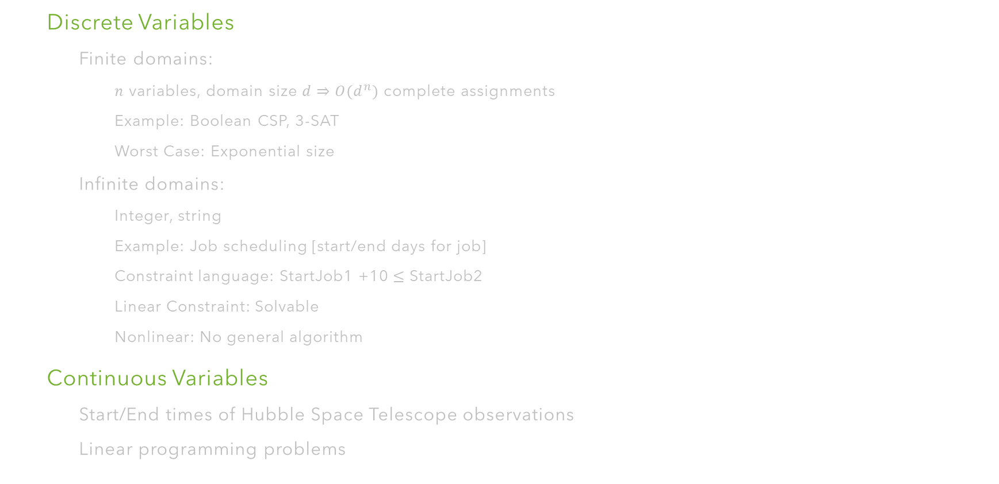 Discrete Variables
Finite domains:
n variables, domain size d ⇒ O(dⁿ) complete assignments
Example: Boolean CSP, 3-SAT
Worst Case: Exponential size
Infinite domains:
Integer, string
Example: Job scheduling [start/end days for job]
Constraint language: StartJob1 +10 ≤ StartJob2
Linear Constraint: Solvable
Nonlinear: No general algorithm
Continuous Variables
Start/End times of Hubble Space Telescope observations
Linear programming problems